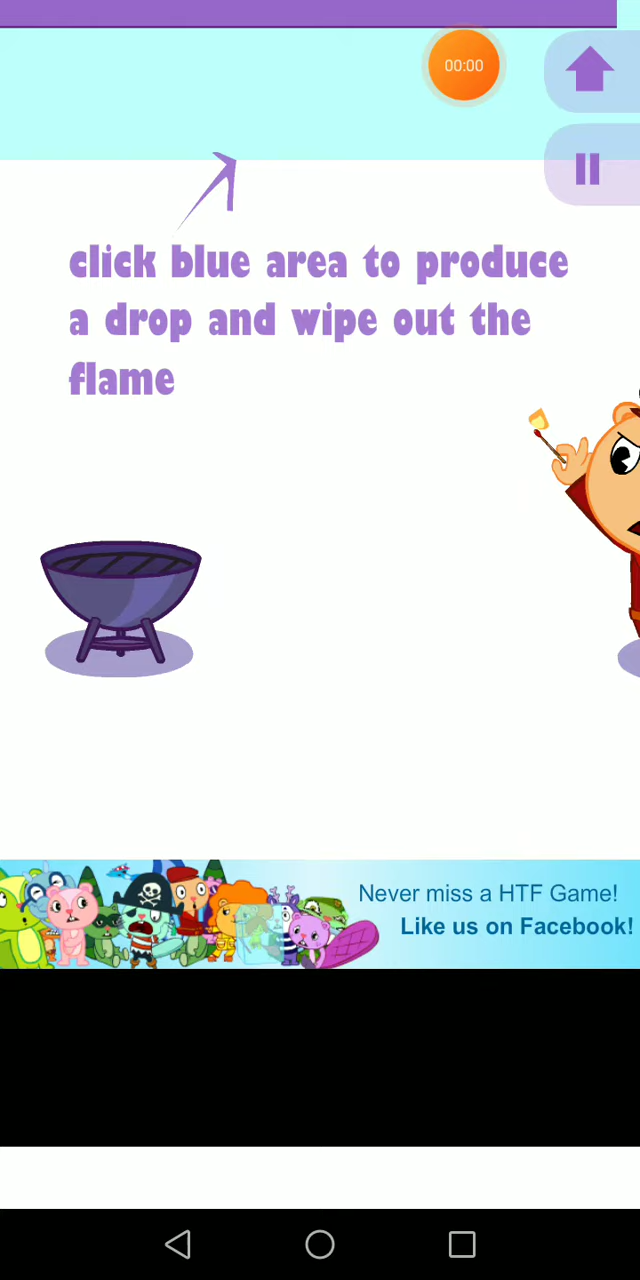 00:00
click blue area to produce
a drop and wipe out the
flame
Never miss a HTF Game!
Like us on Facebook!